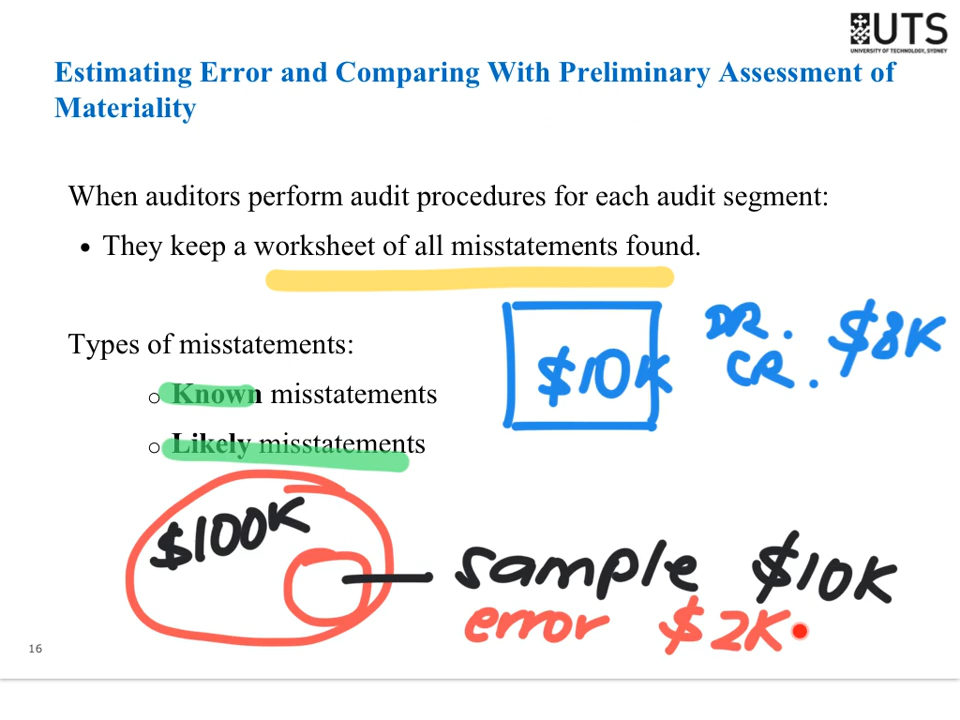 UTS
UNIVERSITY OF TECHNOLOGY, SYDNEY
Estimating Error and Comparing With Preliminary Assessment of
Materiality
When auditors perform audit procedures for each audit segment:
• They keep a worksheet of all misstatements found.
Types of misstatements:
o Known misstatements
o Likely misstatements
$10K
DR. $8K
CR.
$100K
sample $10K
error $2K
16